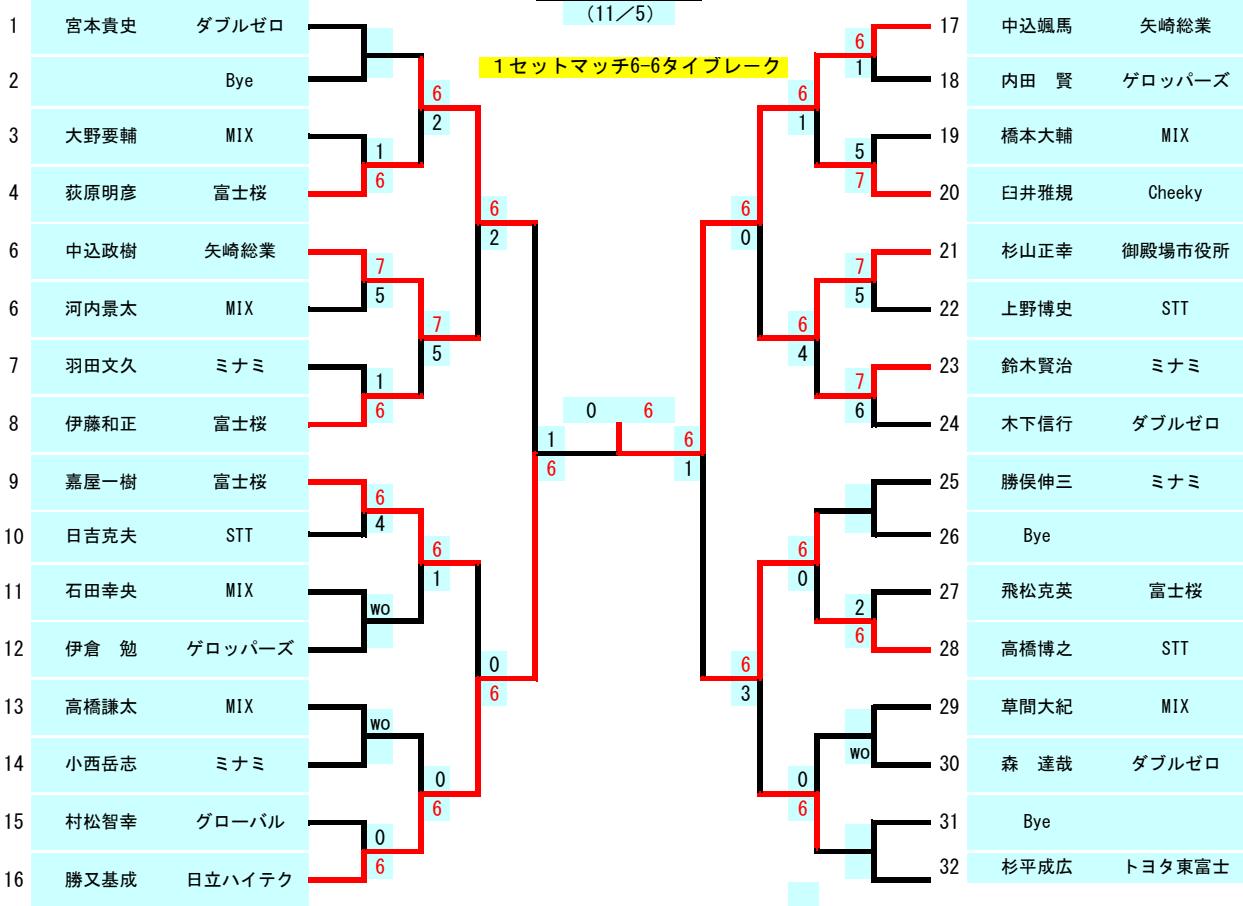 (11／5)
１セットマッチ6-6タイブレーク
1 宮本貴史 ダブルゼロ
2 Bye
6
2
3 大野要輔 MIX
1
6
4 荻原明彦 富士桜
6
2
6 中込政樹 矢崎総業
7
5
6 河内景太 MIX
7
5
7 羽田文久 ミナミ
1
6
8 伊藤和正 富士桜
1
6
9 嘉屋一樹 富士桜
6
4
10 日吉克夫 STT
6
1
11 石田幸央 MIX
WO
12 伊倉　勉 ゲロッパーズ
0
6
13 高橋謙太 MIX
WO
14 小西岳志 ミナミ
0
6
15 村松智幸 グローバル
0
6
16 勝又基成 日立ハイテク
0 6
17 中込颯馬 矢崎総業
6
1
18 内田　賢 ゲロッパーズ
6
1
19 橋本大輔 MIX
5
7
20 臼井雅規 Cheeky
6
0
21 杉山正幸 御殿場市役所
7
5
22 上野博史 STT
6
4
23 鈴木賢治 ミナミ
7
6
24 木下信行 ダブルゼロ
6
1
25 勝俣伸三 ミナミ
26 Bye
6
0
27 飛松克英 富士桜
2
6
28 高橋博之 STT
6
3
29 草間大紀 MIX
WO
30 森　達哉 ダブルゼロ
0
6
31 Bye
32 杉平成広 トヨタ東富士